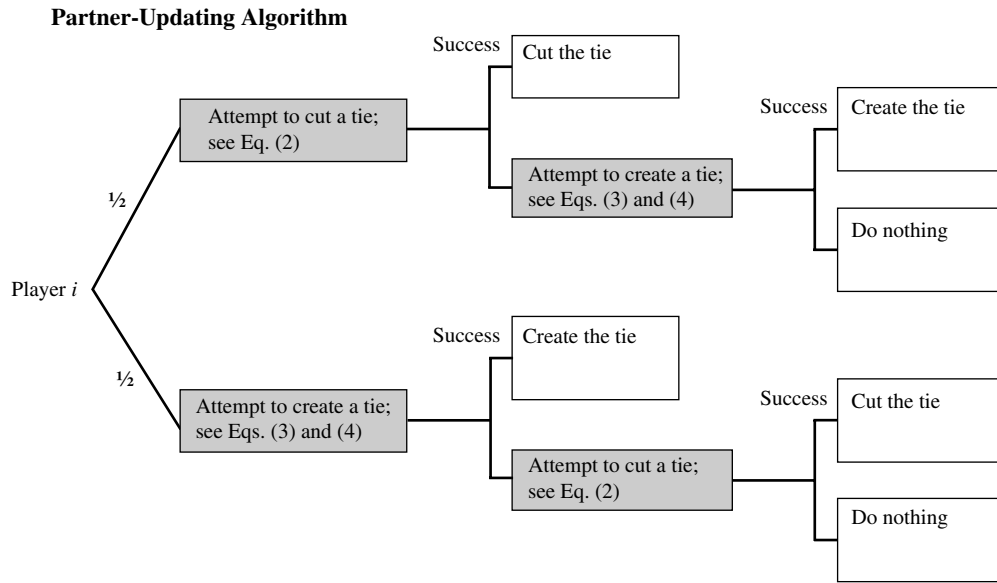 Partner-Updating Algorithm
Success
Cut the tie
Attempt to cut a tie;
see Eq. (2)
Success
Create the tie
Attempt to create a tie;
see Eqs. (3) and (4)
½
Do nothing
Player i
Success
Create the tie
½
Attempt to create a tie;
see Eqs. (3) and (4)
Success
Cut the tie
Attempt to cut a tie;
see Eq. (2)
Do nothing